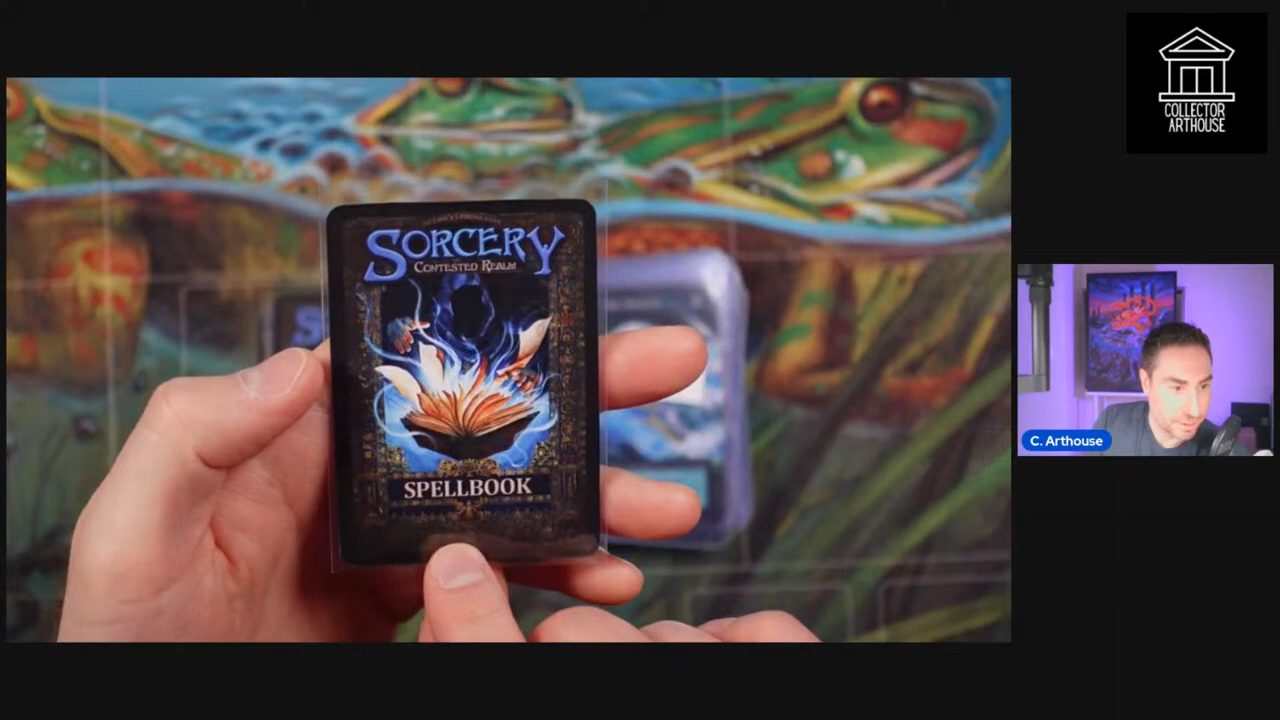 SORCERY
CONTESTED REALM
SPELLBOOK
COLLECTOR
ARTHOUSE
C. Arthouse